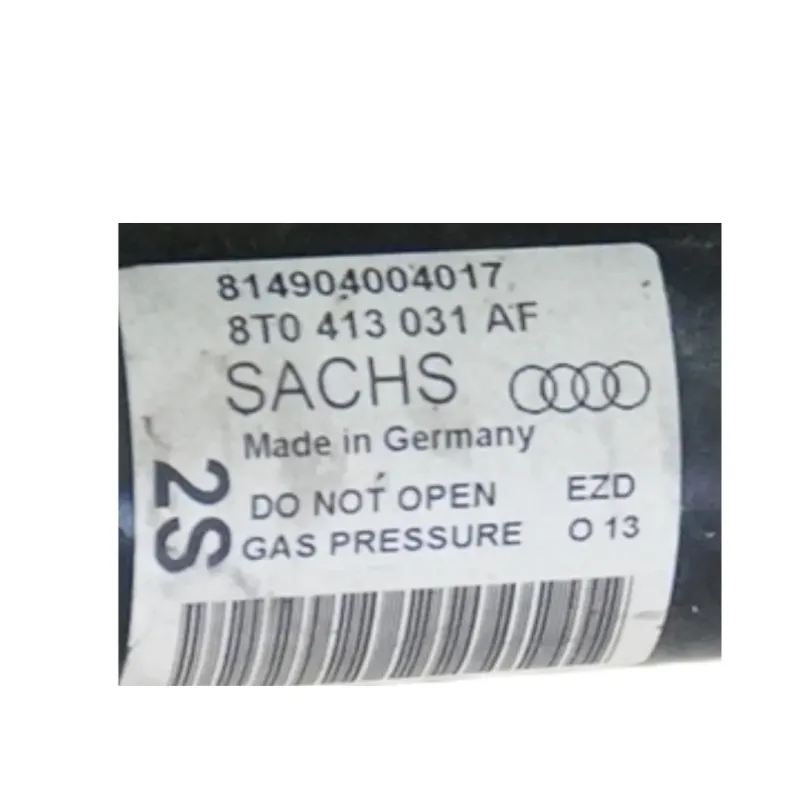 814904004017
8T0 413 031 AF
SACHS
Made in Germany
2S
DO NOT OPEN EZD
GAS PRESSURE O 13